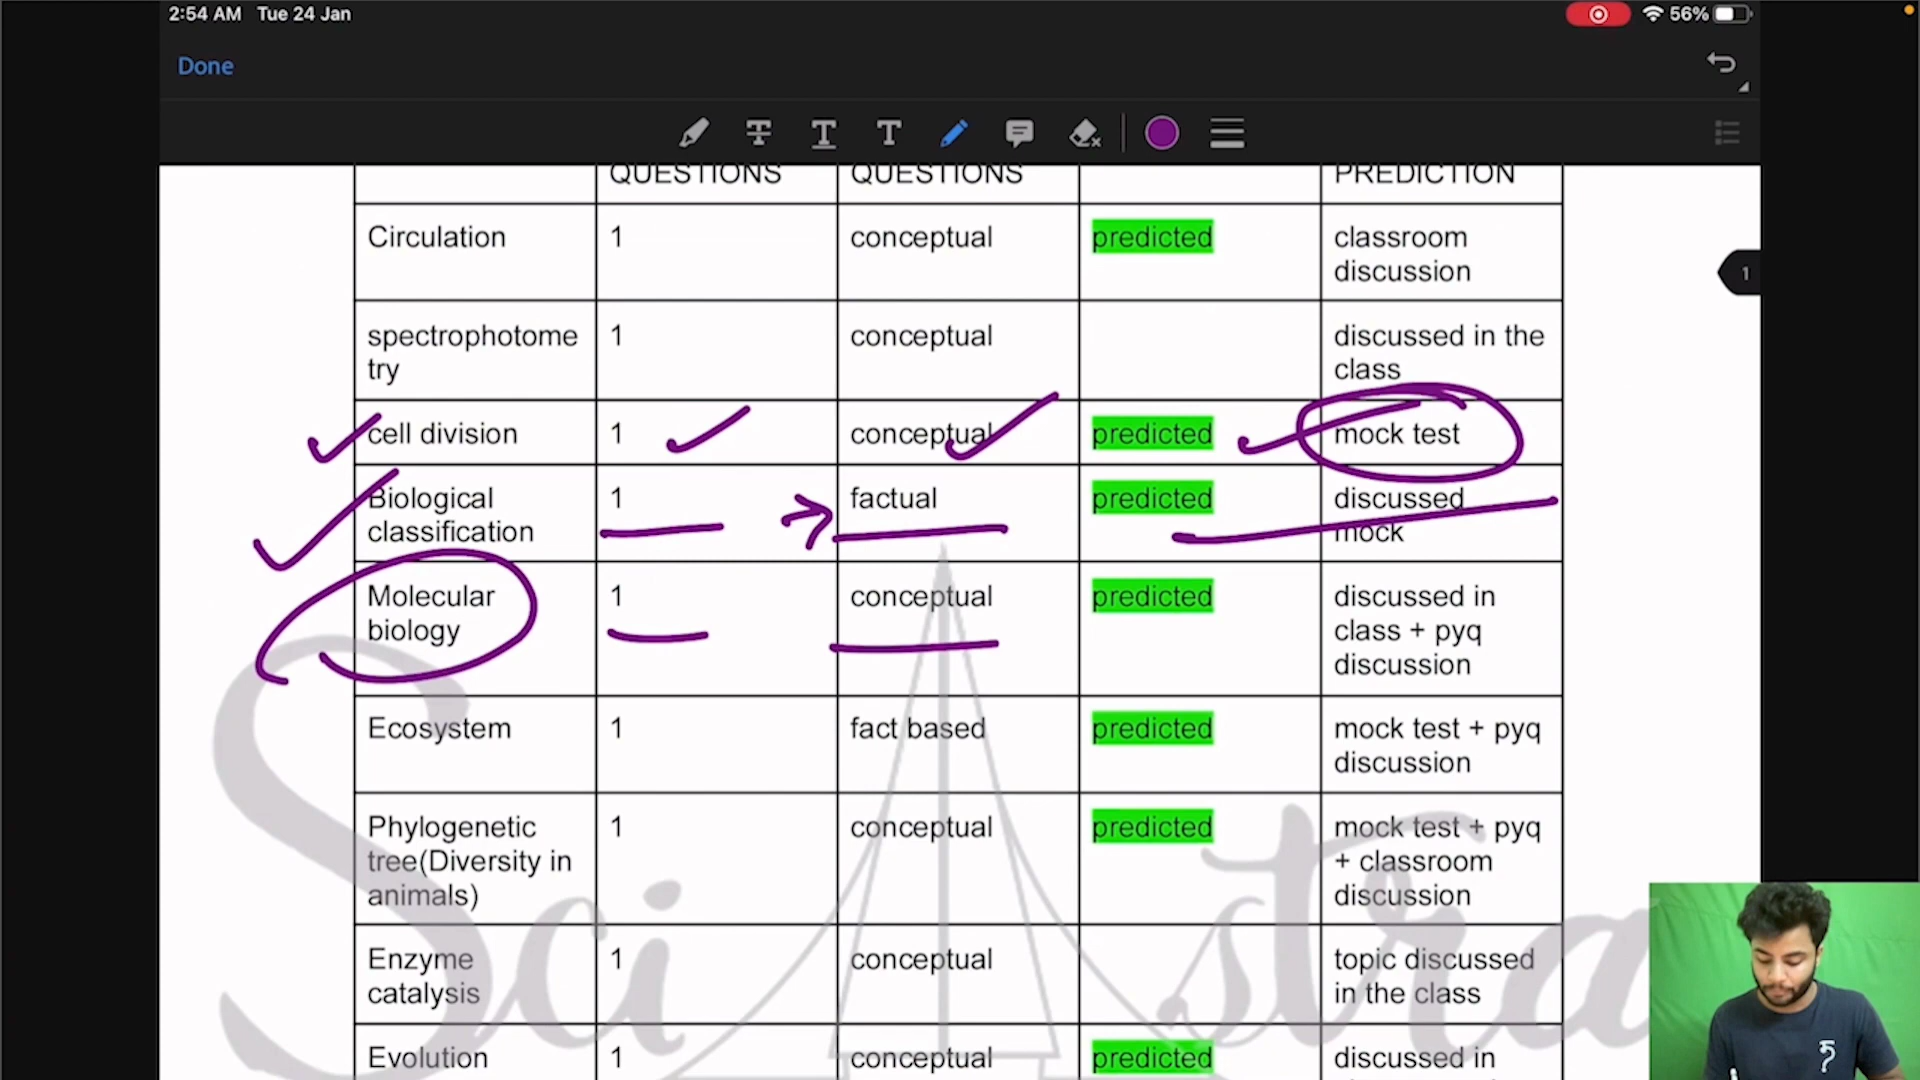 2:54 AM Tue 24 Jan
56%
Done
T T T
QUESTIONS QUESTIONS PREDICTION
1
Circulation 1 conceptual predicted classroom
discussion
spectrophotome 1 conceptual discussed in the
try class
cell division 1 conceptual predicted mock test
Biological 1 factual predicted discussed
classification mock
Molecular 1 conceptual predicted discussed in
biology class + pyq
discussion
Ecosystem 1 fact based predicted mock test + pyq
discussion
Phylogenetic 1 conceptual predicted mock test + pyq
tree(Diversity in + classroom
animals) discussion
Enzyme 1 conceptual topic discussed
catalysis in the class
Evolution 1 conceptual predicted discussed in
Sci Astra